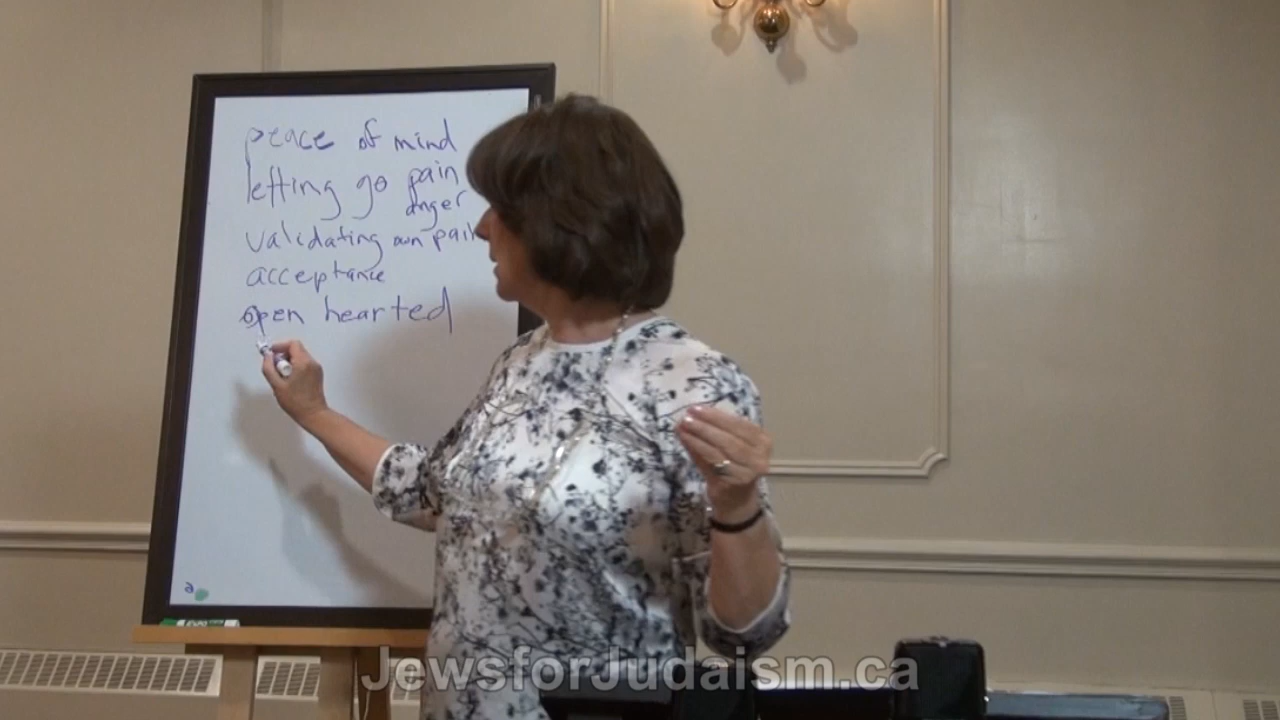 peace of mind
letting go pain
anger
validating own pain
acceptance
open hearted
JewsforJudaism.ca